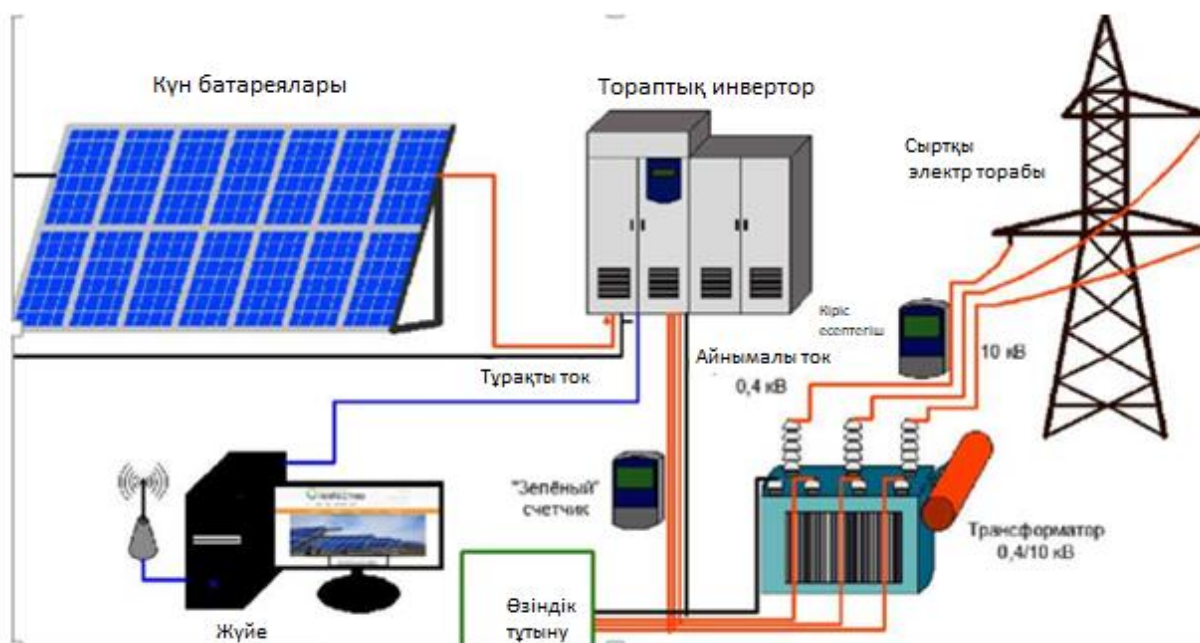 Күн батареялары
Тораптық инвертор
Сыртқы
электр торабы
Кіріс
есептегіш
10 кВ
Айнымалы ток
0,4 кВ
Тұрақты ток
"Зелёный"
счетчик
Трансформатор
0,4/10 кВ
Өзіндік
тұтыну
Жүйе